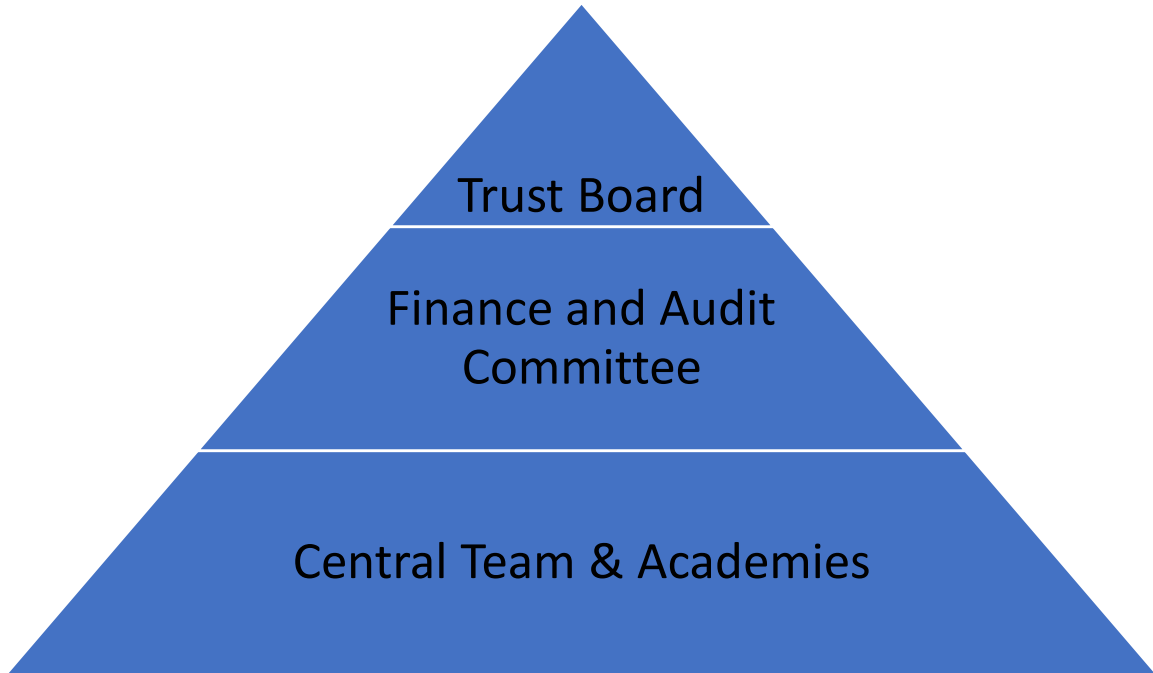 Trust Board
Finance and Audit
Committee
Central Team & Academies